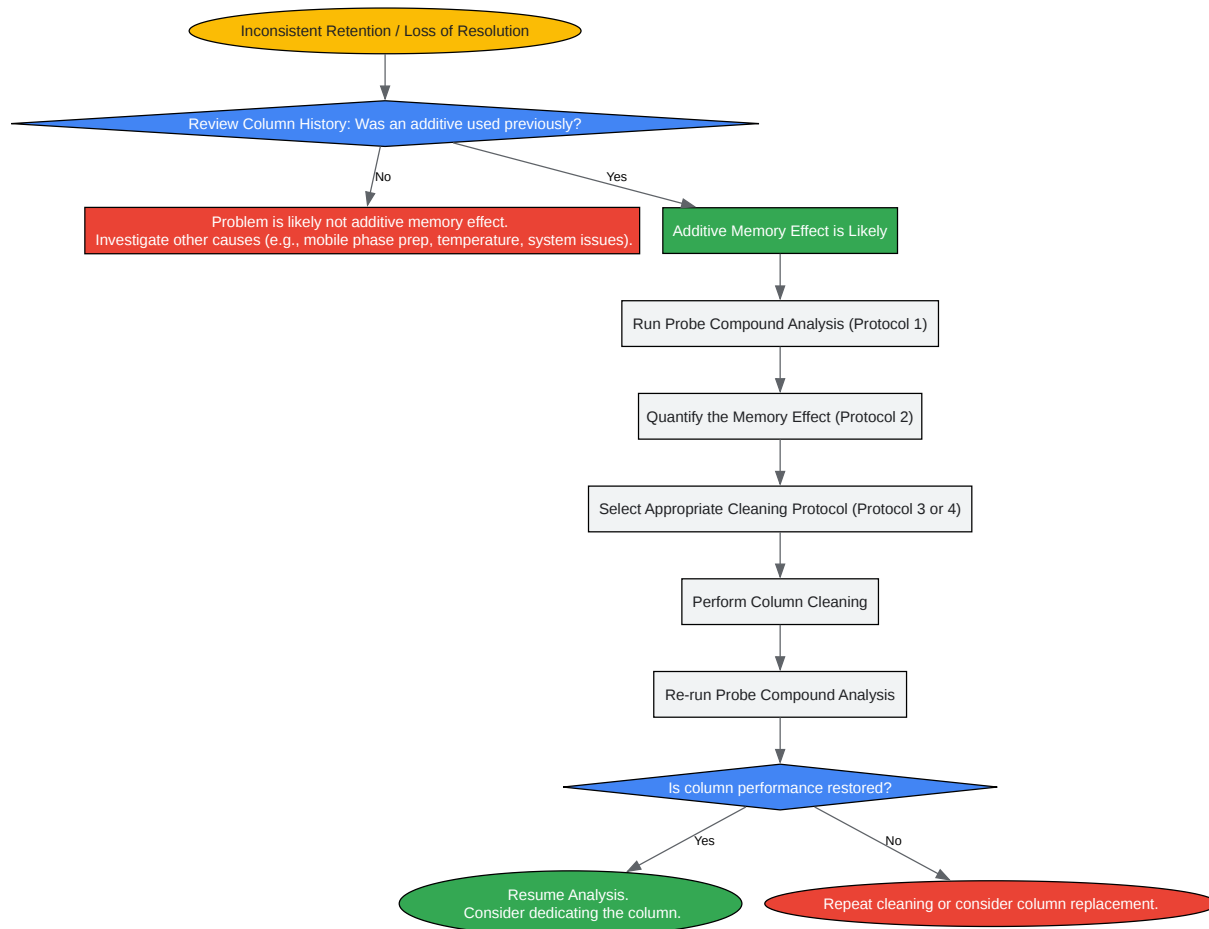 Inconsistent Retention / Loss of Resolution
Review Column History: Was an additive used previously?
No
Yes
Problem is likely not additive memory effect.
Investigate other causes (e.g., mobile phase prep, temperature, system issues).
Additive Memory Effect is Likely
Run Probe Compound Analysis (Protocol 1)
Quantify the Memory Effect (Protocol 2)
Select Appropriate Cleaning Protocol (Protocol 3 or 4)
Perform Column Cleaning
Re-run Probe Compound Analysis
Is column performance restored?
Yes
No
Resume Analysis.
Consider dedicating the column.
Repeat cleaning or consider column replacement.